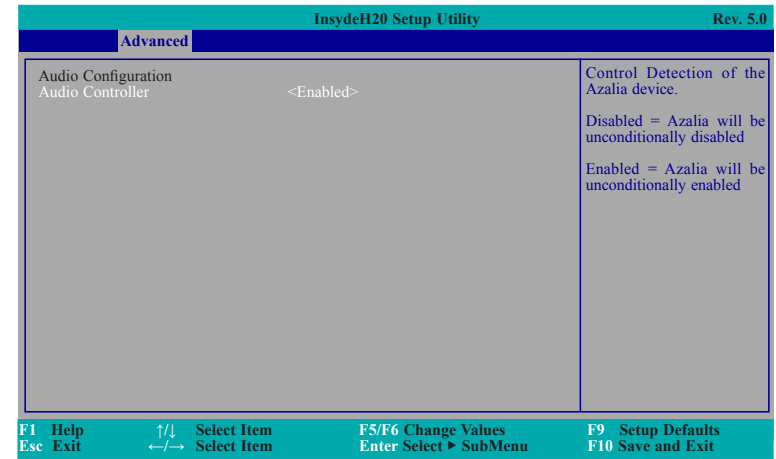 InsydeH20 Setup Utility Rev. 5.0
Advanced
Audio Configuration
Audio Controller <Enabled>
Control Detection of the
Azalia device.
Disabled = Azalia will be
unconditionally disabled
Enabled = Azalia will be
unconditionally enabled
F1 Help ↑/↓ Select Item F5/F6 Change Values F9 Setup Defaults
Esc Exit ←/→ Select Item Enter Select ▶ SubMenu F10 Save and Exit